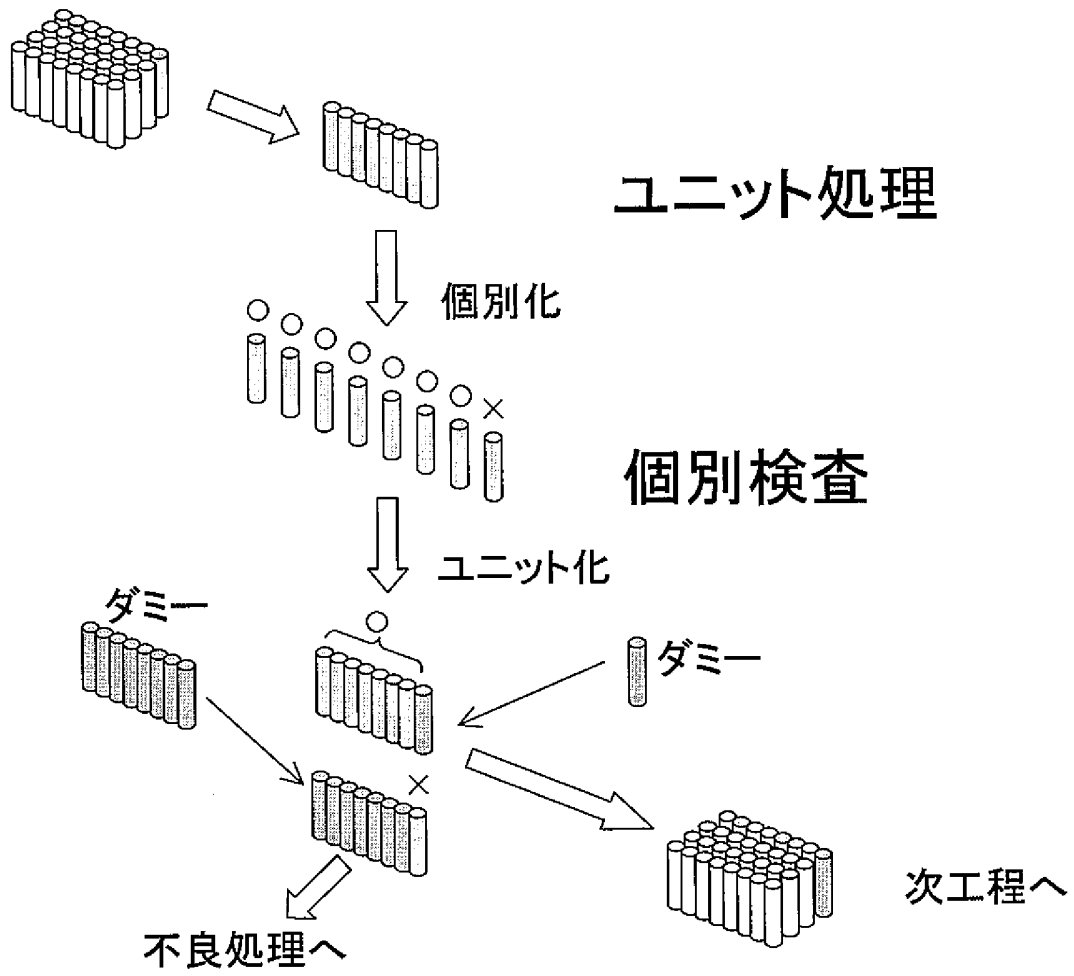 ユニット処理
個別化
個別検査
ユニット化
ダミー
ダミー
次工程へ
不良処理へ